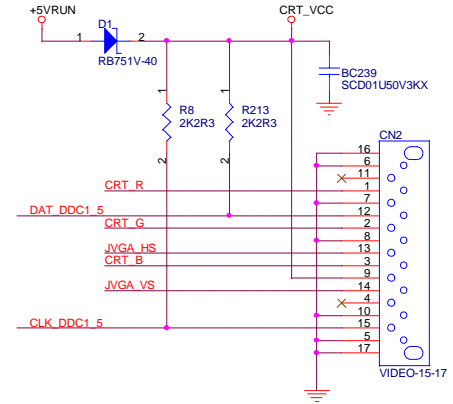 +5VRUN
CRT_VCC
D1
1 2
RB751V-40
BC239
SCD01U50V3KX
1 1
R8
2K2R3
R213
2K2R3
2 2
CN2
16
6
11
CRT_R 1
7
DAT_DDC1_5 12
CRT_G 2
8
JVGA_HS 13
CRT_B 3
9
JVGA_VS 14
4
10
CLK_DDC1_5 15
5
17
VIDEO-15-17